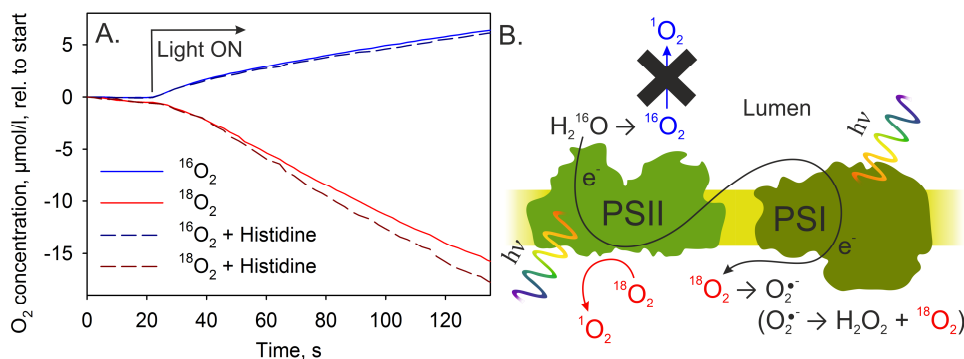 A.
Light ON
5
0
-5
-10
-15
O₂ concentration, μmol/l, rel. to start
¹⁶O₂
¹⁸O₂
¹⁶O₂ + Histidine
¹⁸O₂ + Histidine
0 20 40 60 80 100 120
Time, s
B.
¹O₂
Lumen
H₂¹⁶O → ¹⁶O₂
hν
e⁻
PSII
PSI
e⁻
hν
¹⁸O₂
¹O₂
¹⁸O₂ → O₂•⁻
(O₂•⁻ → H₂O₂ + ¹⁸O₂)